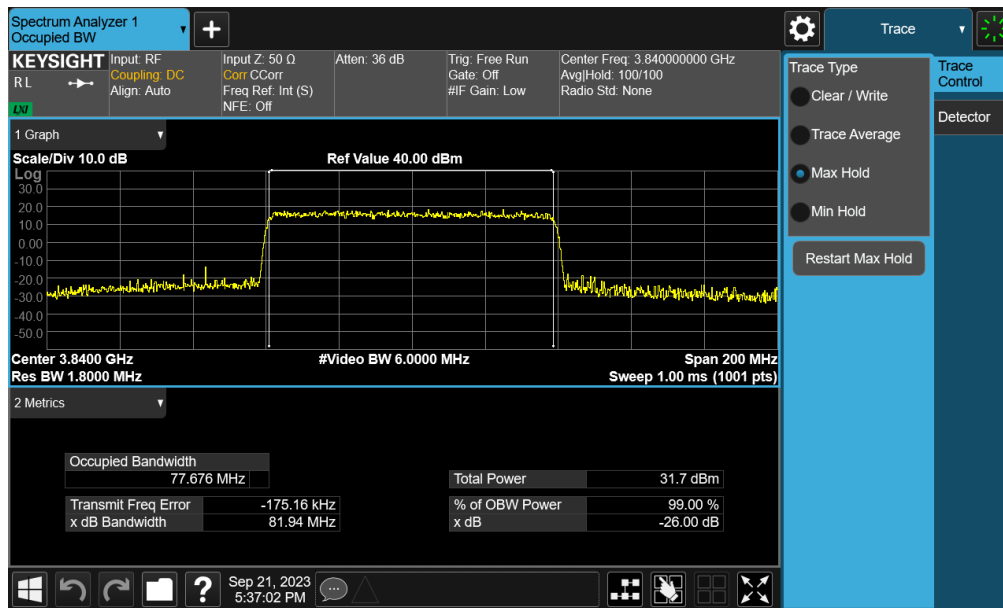 Spectrum Analyzer 1
Occupied BW
Trace
KEYSIGHT
R L
LXI
Input: RF
Coupling: DC
Align: Auto
Input Z: 50 Ω
Corr CCorr
Freq Ref: Int (S)
NFE: Off
Atten: 36 dB
Trig: Free Run
Gate: Off
#IF Gain: Low
Center Freq: 3.840000000 GHz
Avg|Hold: 100/100
Radio Std: None
1 Graph
Scale/Div 10.0 dB
Ref Value 40.00 dBm
Log
30.0
20.0
10.0
0.00
-10.0
-20.0
-30.0
-40.0
-50.0
Center 3.8400 GHz
#Video BW 6.0000 MHz
Span 200 MHz
Res BW 1.8000 MHz
Sweep 1.00 ms (1001 pts)
2 Metrics
Occupied Bandwidth
77.676 MHz
Total Power 31.7 dBm
Transmit Freq Error -175.16 kHz
% of OBW Power 99.00 %
x dB Bandwidth 81.94 MHz
x dB -26.00 dB
Trace Type
Clear / Write
Trace Average
Max Hold
Min Hold
Restart Max Hold
Trace
Control
Detector
?
Sep 21, 2023
5:37:02 PM